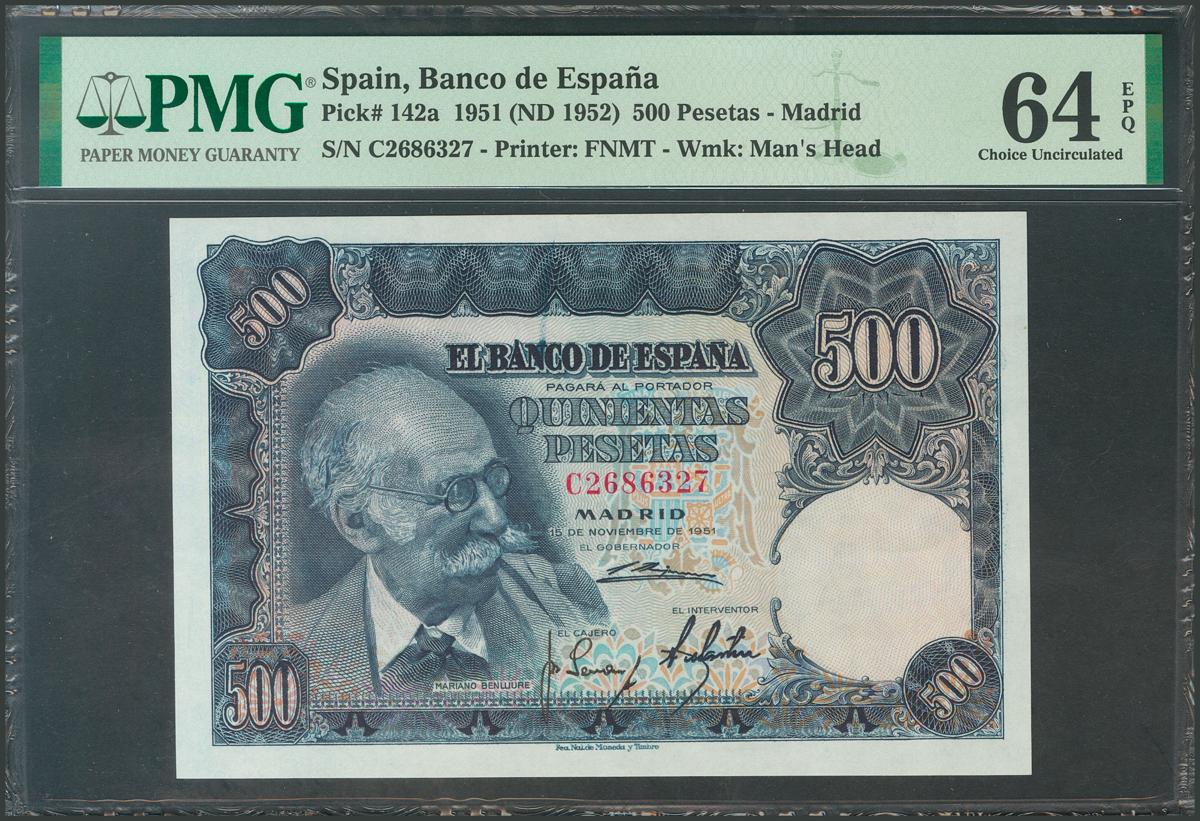 PMG®
PAPER MONEY GUARANTY
Spain, Banco de España
Pick# 142a 1951 (ND 1952) 500 Pesetas - Madrid
S/N C2686327 - Printer: FNMT - Wmk: Man's Head
64 EPQ
Choice Uncirculated
500
500
EL BANCO DE ESPAÑA
PAGARÁ AL PORTADOR
QUINIENTAS
PESETAS
C2686327
MADRID
15 DE NOVIEMBRE DE 1951
EL GOBERNADOR
EL INTERVENTOR
EL CAJERO
MARIANO BENLLIURE
500
500
Fca. Nal. de Moneda y Timbre